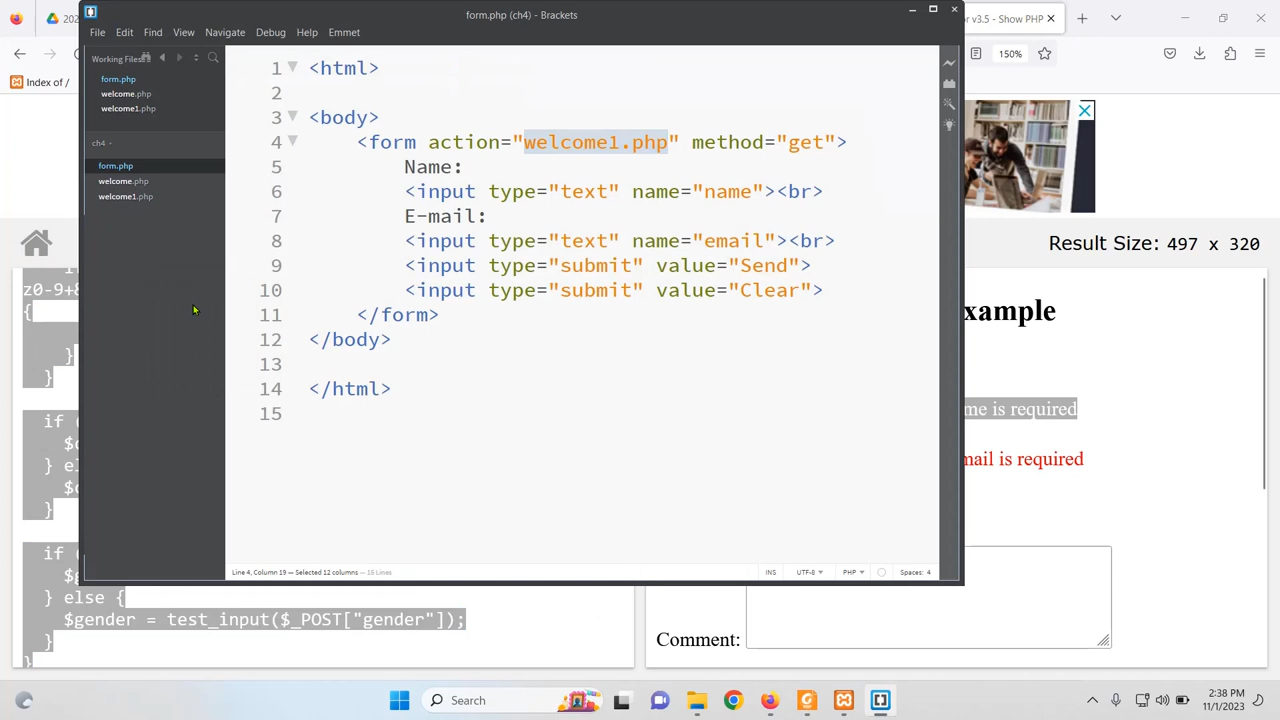 form.php (ch4) - Brackets
File Edit Find View Navigate Debug Help Emmet
Working Files
form.php
welcome.php
welcome1.php
ch4
form.php
welcome.php
welcome1.php
1 <html>
2
3 <body>
4 <form action="welcome1.php" method="get">
5 Name:
6 <input type="text" name="name"><br>
7 E-mail:
8 <input type="text" name="email"><br>
9 <input type="submit" value="Send">
10 <input type="submit" value="Clear">
11 </form>
12 </body>
13
14 </html>
15
Line 4, Column 19 — Selected 12 columns — 15 Lines
INS UTF-8 PHP Spaces: 4
v3.5 - Show PHP
150%
Index of /
Result Size: 497 x 320
z0-9+&
{
}
}
if (
$
} el
$
}
if (
$
} else {
$gender = test_input($_POST["gender"]);
}
}
xample
me is required
mail is required
Comment:
Search
2:38 PM
11/1/2023